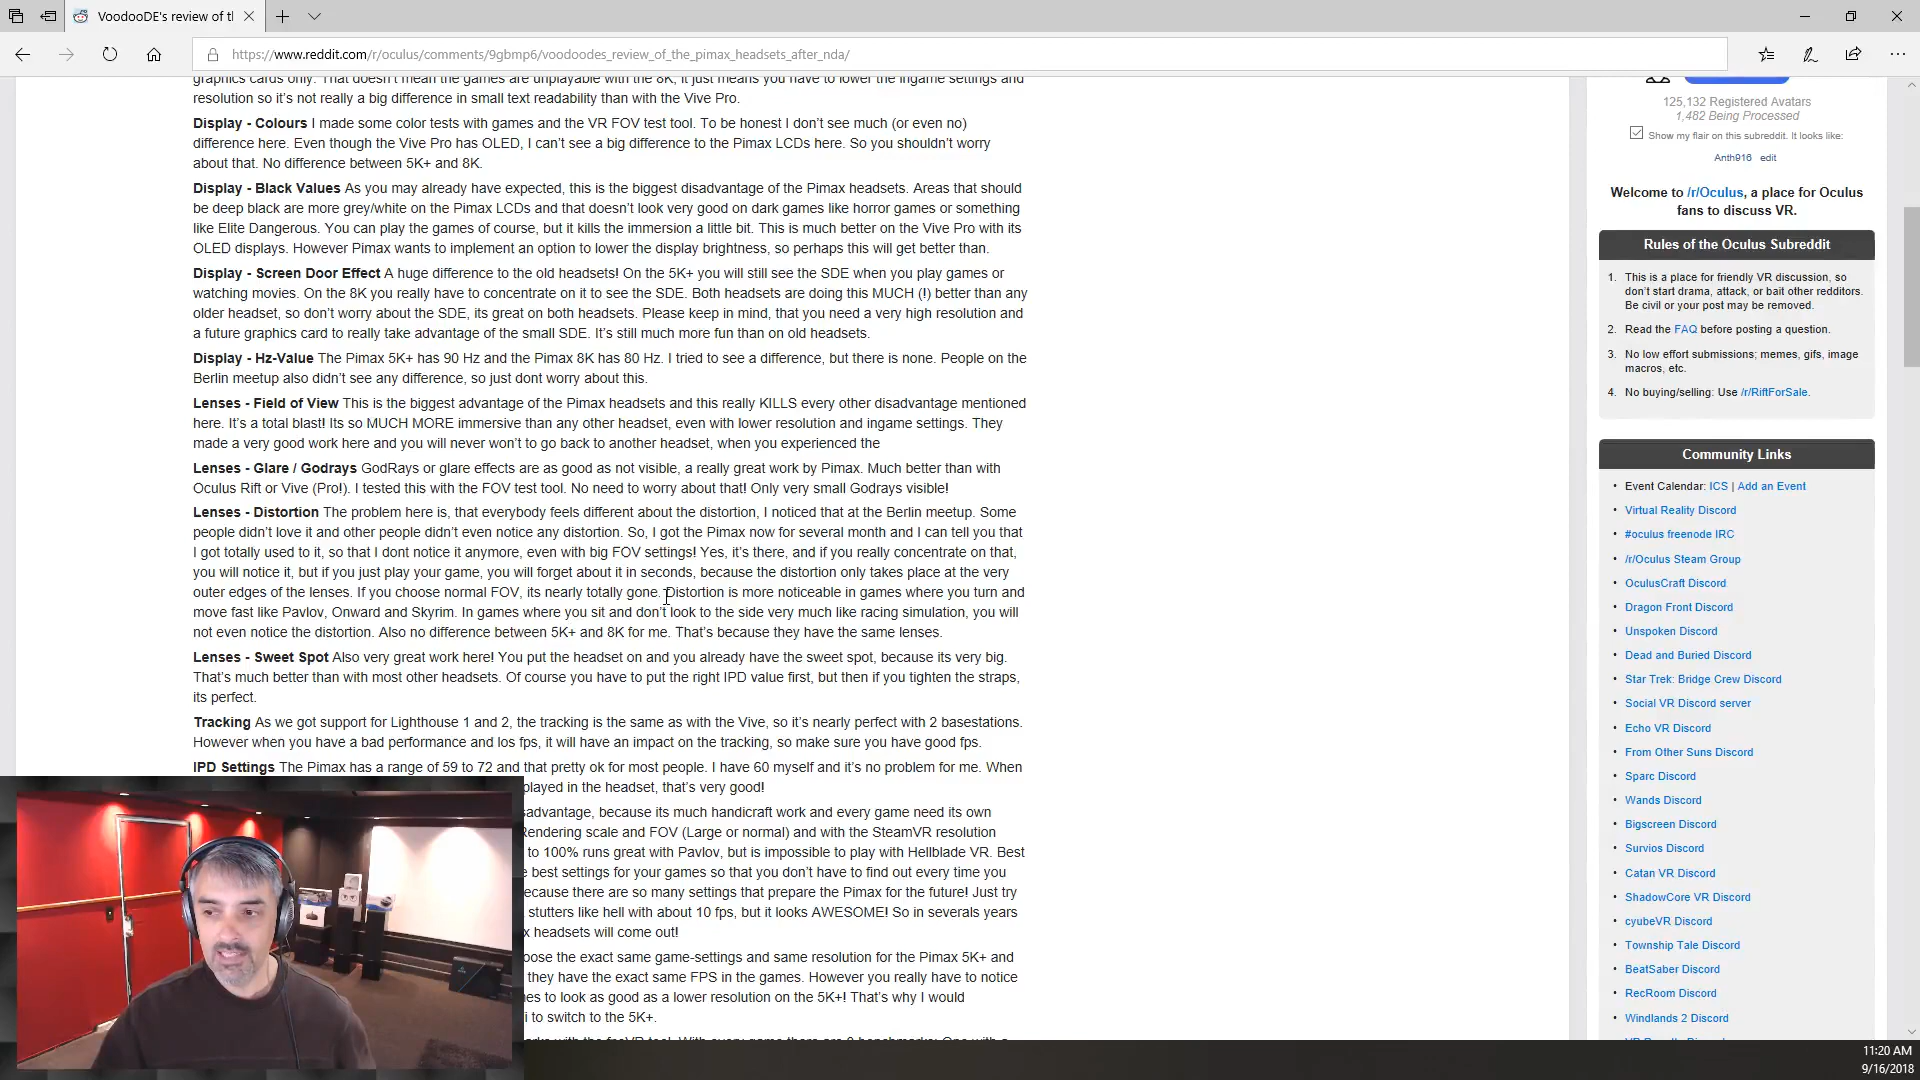 VoodooDE's review of tl
https://www.reddit.com/r/oculus/comments/9gbmp6/voodoodes_review_of_the_pimax_headsets_after_nda/
graphics cards only. That doesn't mean the games are unplayable with the 8K, it just means you have to lower the ingame settings and
resolution so it's not really a big difference in small text readability than with the Vive Pro.
Display - Colours I made some color tests with games and the VR FOV test tool. To be honest I don't see much (or even no)
difference here. Even though the Vive Pro has OLED, I can't see a big difference to the Pimax LCDs here. So you shouldn't worry
about that. No difference between 5K+ and 8K.
Display - Black Values As you may already have expected, this is the biggest disadvantage of the Pimax headsets. Areas that should
be deep black are more grey/white on the Pimax LCDs and that doesn't look very good on dark games like horror games or something
like Elite Dangerous. You can play the games of course, but it kills the immersion a little bit. This is much better on the Vive Pro with its
OLED displays. However Pimax wants to implement an option to lower the display brightness, so perhaps this will get better than.
Display - Screen Door Effect A huge difference to the old headsets! On the 5K+ you will still see the SDE when you play games or
watching movies. On the 8K you really have to concentrate on it to see the SDE. Both headsets are doing this MUCH (!) better than any
older headset, so don't worry about the SDE, its great on both headsets. Please keep in mind, that you need a very high resolution and
a future graphics card to really take advantage of the small SDE. It's still much more fun than on old headsets.
Display - Hz-Value The Pimax 5K+ has 90 Hz and the Pimax 8K has 80 Hz. I tried to see a difference, but there is none. People on the
Berlin meetup also didn't see any difference, so just dont worry about this.
Lenses - Field of View This is the biggest advantage of the Pimax headsets and this really KILLS every other disadvantage mentioned
here. It's a total blast! Its so MUCH MORE immersive than any other headset, even with lower resolution and ingame settings. They
made a very good work here and you will never won't to go back to another headset, when you experienced the
Lenses - Glare / Godrays GodRays or glare effects are as good as not visible, a really great work by Pimax. Much better than with
Oculus Rift or Vive (Pro!). I tested this with the FOV test tool. No need to worry about that! Only very small Godrays visible!
Lenses - Distortion The problem here is, that everybody feels different about the distortion, I noticed that at the Berlin meetup. Some
people didn't love it and other people didn't even notice any distortion. So, I got the Pimax now for several month and I can tell you that
I got totally used to it, so that I dont notice it anymore, even with big FOV settings! Yes, it's there, and if you really concentrate on that,
you will notice it, but if you just play your game, you will forget about it in seconds, because the distortion only takes place at the very
outer edges of the lenses. If you choose normal FOV, its nearly totally gone. Distortion is more noticeable in games where you turn and
move fast like Pavlov, Onward and Skyrim. In games where you sit and don't look to the side very much like racing simulation, you will
not even notice the distortion. Also no difference between 5K+ and 8K for me. That's because they have the same lenses.
Lenses - Sweet Spot Also very great work here! You put the headset on and you already have the sweet spot, because its very big.
That's much better than with most other headsets. Of course you have to put the right IPD value first, but then if you tighten the straps,
its perfect.
Tracking As we got support for Lighthouse 1 and 2, the tracking is the same as with the Vive, so it's nearly perfect with 2 basestations.
However when you have a bad performance and los fps, it will have an impact on the tracking, so make sure you have good fps.
IPD Settings The Pimax has a range of 59 to 72 and that pretty ok for most people. I have 60 myself and it's no problem for me. When
played in the headset, that's very good!
sadvantage, because its much handicraft work and every game need its own
Rendering scale and FOV (Large or normal) and with the SteamVR resolution
to 100% runs great with Pavlov, but is impossible to play with Hellblade VR. Best
e best settings for your games so that you don't have to find out every time you
ecause there are so many settings that prepare the Pimax for the future! Just try
stutters like hell with about 10 fps, but it looks AWESOME! So in severals years
x headsets will come out!
oose the exact same game-settings and same resolution for the Pimax 5K+ and
they have the exact same FPS in the games. However you really have to notice
es to look as good as a lower resolution on the 5K+! That's why I would
i to switch to the 5K+.
125,132 Registered Avatars
1,482 Being Processed
Show my flair on this subreddit. It looks like:
Anth916 edit
Welcome to /r/Oculus, a place for Oculus
fans to discuss VR.
Rules of the Oculus Subreddit
1. This is a place for friendly VR discussion, so
don't start drama, attack, or bait other redditors.
Be civil or your post may be removed.
2. Read the FAQ before posting a question.
3. No low effort submissions; memes, gifs, image
macros, etc.
4. No buying/selling: Use /r/RiftForSale.
Community Links
• Event Calendar: ICS | Add an Event
• Virtual Reality Discord
• #oculus freenode IRC
• /r/Oculus Steam Group
• OculusCraft Discord
• Dragon Front Discord
• Unspoken Discord
• Dead and Buried Discord
• Star Trek: Bridge Crew Discord
• Social VR Discord server
• Echo VR Discord
• From Other Suns Discord
• Sparc Discord
• Wands Discord
• Bigscreen Discord
• Survios Discord
• Catan VR Discord
• ShadowCore VR Discord
• cyubeVR Discord
• Township Tale Discord
• BeatSaber Discord
• RecRoom Discord
• Windlands 2 Discord
11:20 AM
9/16/2018